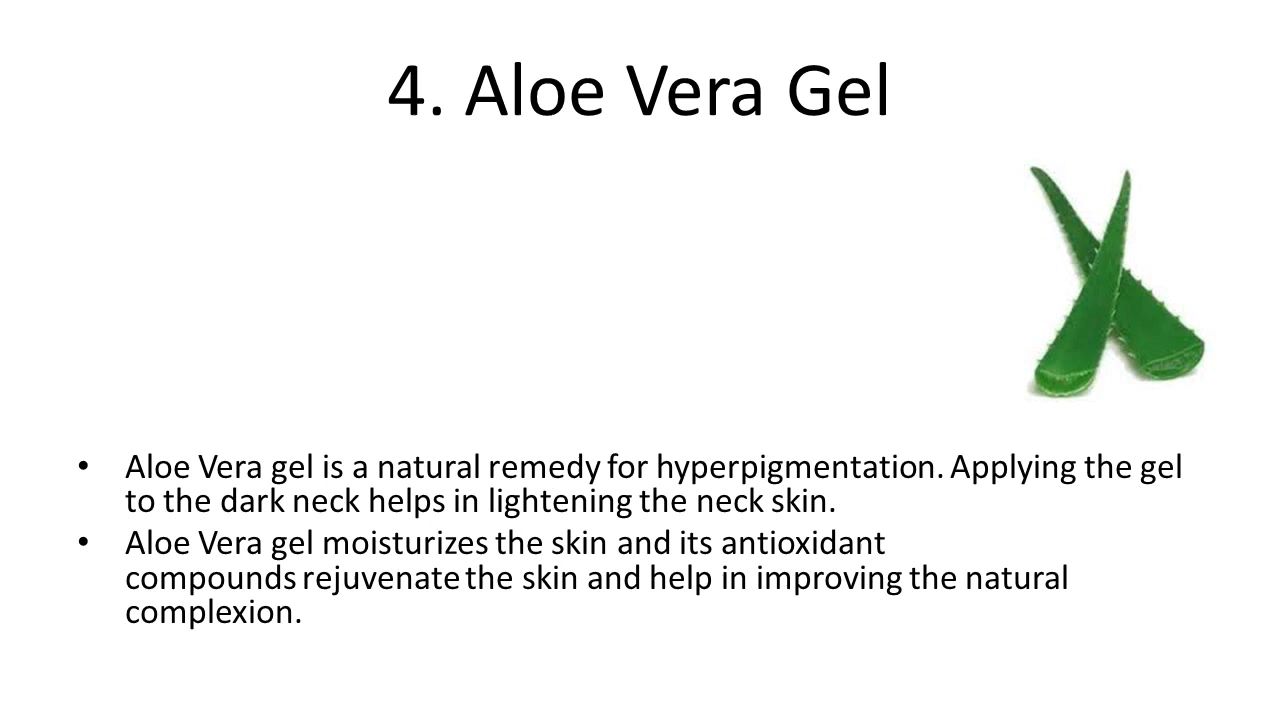 4. Aloe Vera Gel
• Aloe Vera gel is a natural remedy for hyperpigmentation. Applying the gel
to the dark neck helps in lightening the neck skin.
• Aloe Vera gel moisturizes the skin and its antioxidant
compounds rejuvenate the skin and help in improving the natural
complexion.